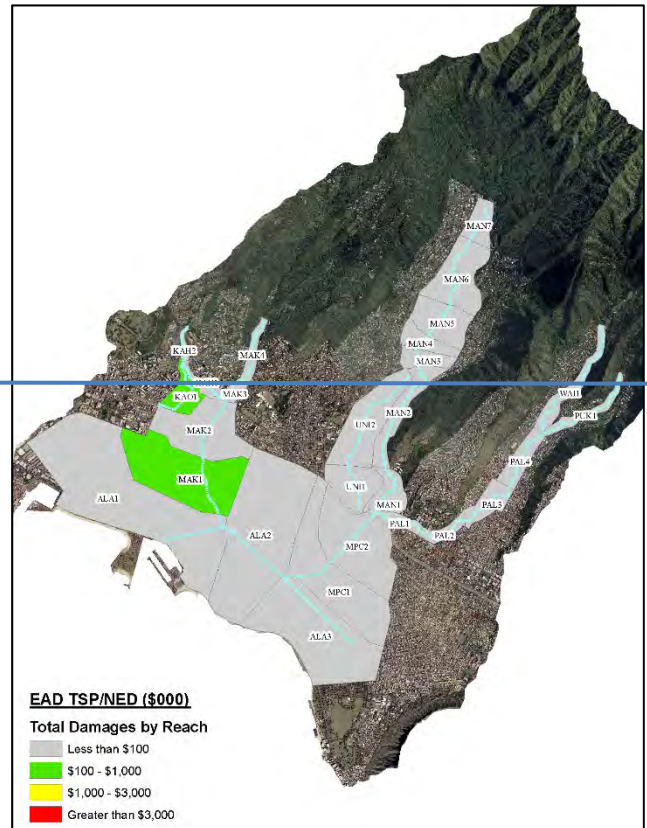 MAN7
MAN6
MAN5
KAH2
MAK4
MAN4
MAN3
WAI1
KAO1
MAK3
MAN2
PCK1
MAK2
UNI2
PAL4
MAK1
UNI1
PAL3
ALA1
MAN1
PAL1
ALA2
PAL2
MPC2
MPC1
ALA3
EAD TSP/NED ($000)
Total Damages by Reach
Less than $100
$100 - $1,000
$1,000 - $3,000
Greater than $3,000